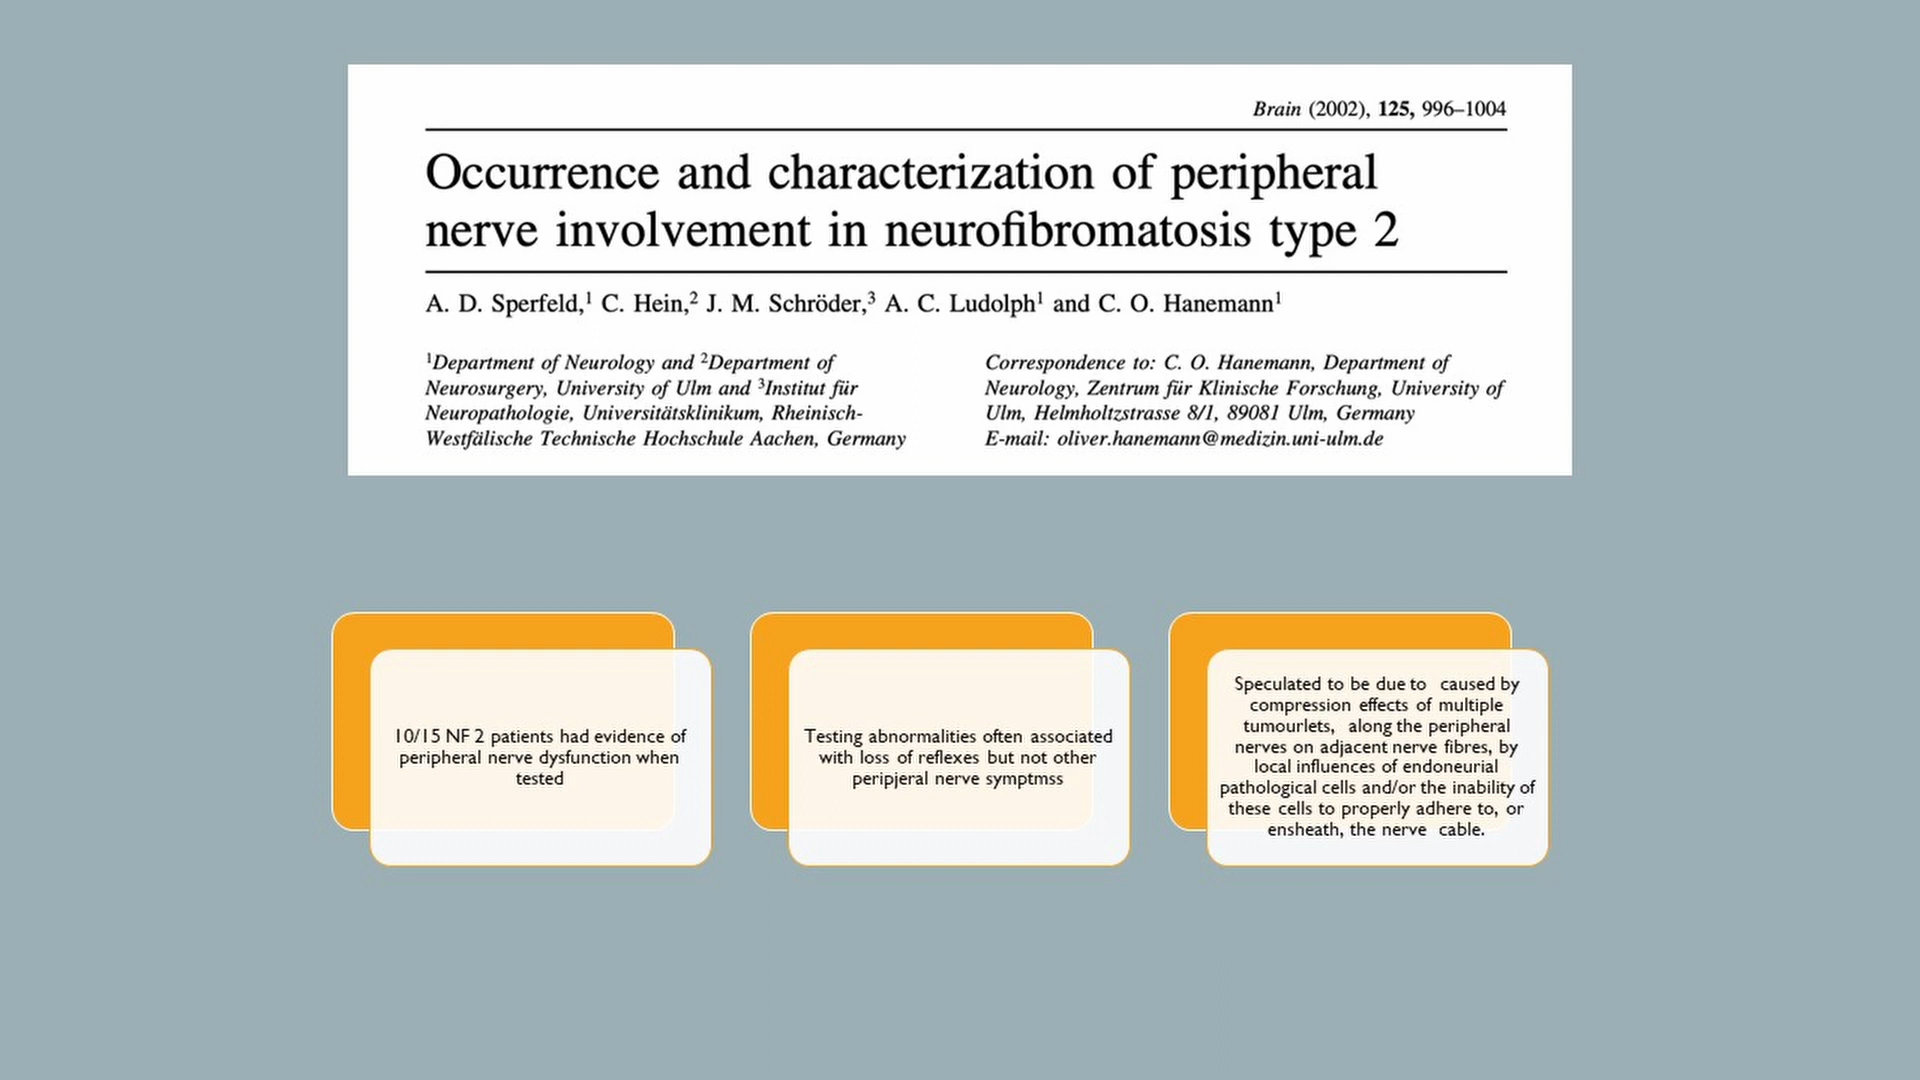 Brain (2002), 125, 996–1004
Occurrence and characterization of peripheral
nerve involvement in neurofibromatosis type 2
A. D. Sperfeld,1 C. Hein,2 J. M. Schröder,3 A. C. Ludolph1 and C. O. Hanemann1
1Department of Neurology and 2Department of
Neurosurgery, University of Ulm and 3Institut für
Neuropathologie, Universitätsklinikum, Rheinisch-
Westfälische Technische Hochschule Aachen, Germany
Correspondence to: C. O. Hanemann, Department of
Neurology, Zentrum für Klinische Forschung, University of
Ulm, Helmholtzstrasse 8/1, 89081 Ulm, Germany
E-mail: oliver.hanemann@medizin.uni-ulm.de
10/15 NF 2 patients had evidence of
peripheral nerve dysfunction when
tested
Testing abnormalities often associated
with loss of reflexes but not other
peripjeral nerve symptmss
Speculated to be due to caused by
compression effects of multiple
tumourlets, along the peripheral
nerves on adjacent nerve fibres, by
local influences of endoneurial
pathological cells and/or the inability of
these cells to properly adhere to, or
ensheath, the nerve cable.